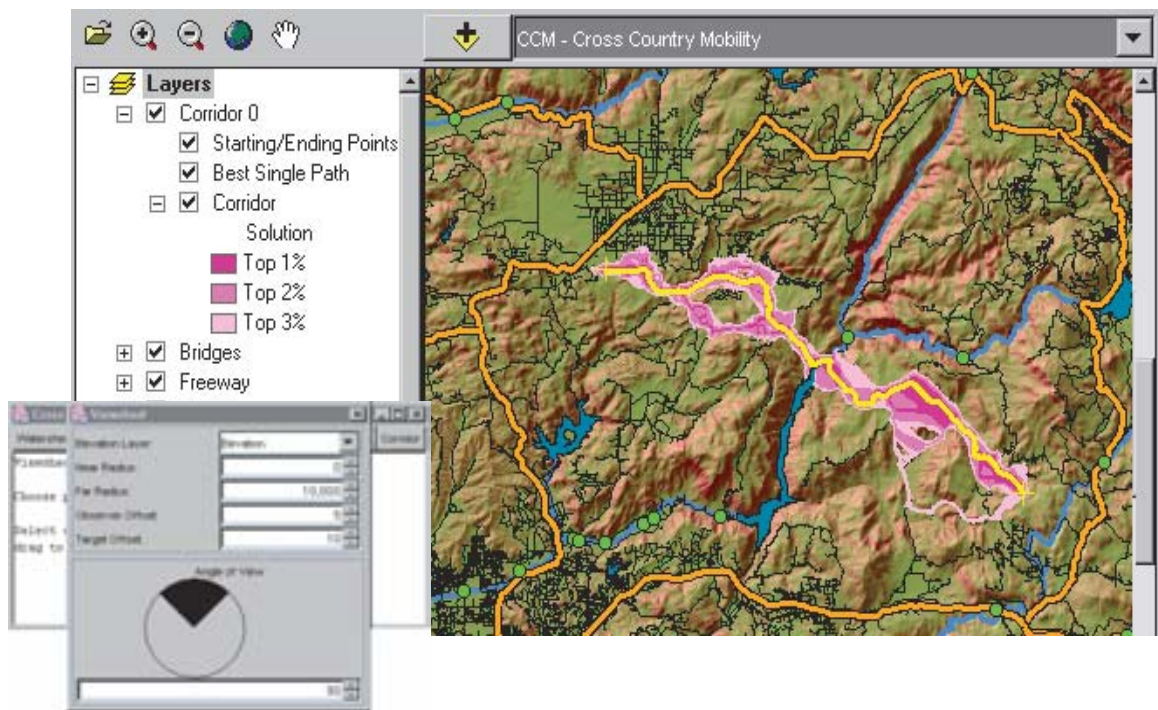 CCM - Cross Country Mobility
Layers
Corridor 0
Starting/Ending Points
Best Single Path
Corridor
Solution
Top 1%
Top 2%
Top 3%
Bridges
Freeway
Viewshed
Corridor
Elevation Layer:
Elevation
Near Radius:
0
Far Radius:
10,000
Observer Offset:
Target Offset:
10
Angle of View
90